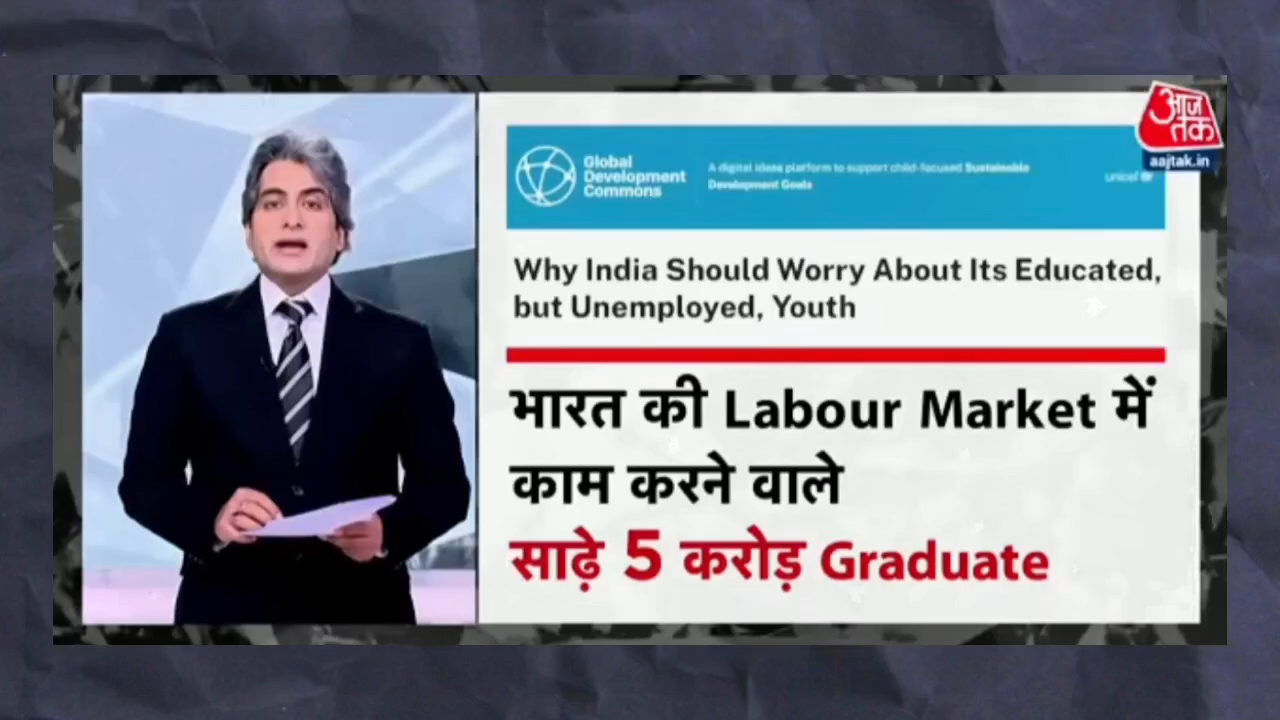 आज
तक
aajtak.in
Global
Development
Commons
A digital ideas platform to support child-focused Sustainable
Development Goals
unicef
Why India Should Worry About Its Educated,
but Unemployed, Youth
भारत की Labour Market में
काम करने वाले
साढ़े 5 करोड़ Graduate